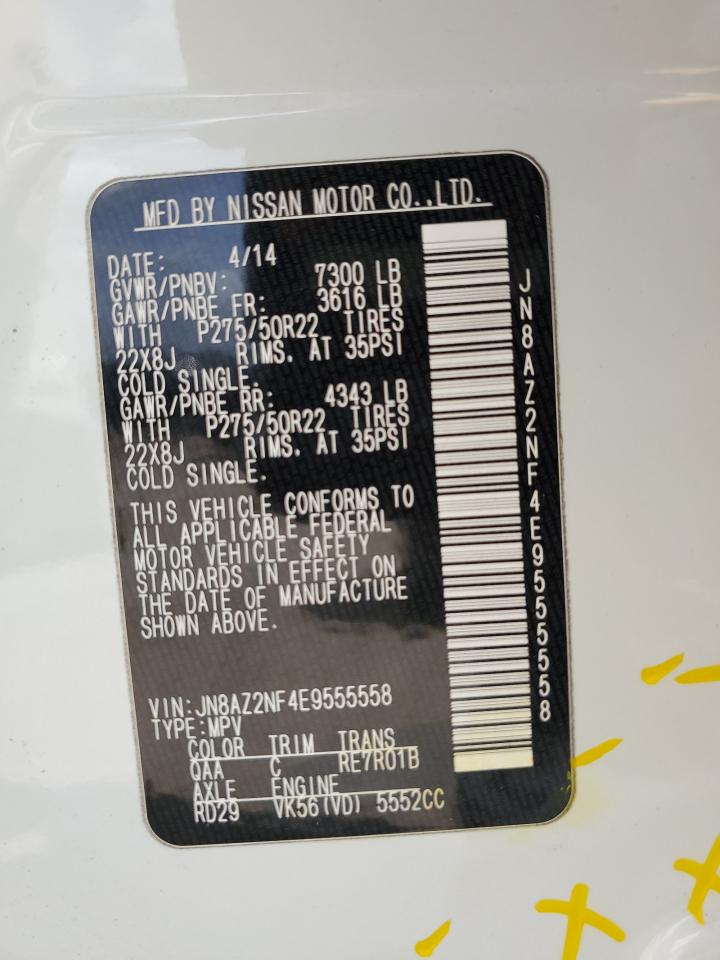 MFD BY NISSAN MOTOR CO.,LTD.
DATE: 4/14
GVWR/PNBV: 7300 LB
GAWR/PNBE FR: 3616 LB
WITH P275/50R22 TIRES
22X8J RIMS. AT 35PSI
COLD SINGLE.
GAWR/PNBE RR: 4343 LB
WITH P275/50R22 TIRES
22X8J RIMS. AT 35PSI
COLD SINGLE.
THIS VEHICLE CONFORMS TO
ALL APPLICABLE FEDERAL
MOTOR VEHICLE SAFETY
STANDARDS IN EFFECT ON
THE DATE OF MANUFACTURE
SHOWN ABOVE.
VIN:JN8AZ2NF4E9555558
TYPE:MPV
COLOR TRIM TRANS
QAA C RE7R01B
AXLE ENGINE
RD29 VK56(VD) 5552CC
JN8AZ2NF4E9555558